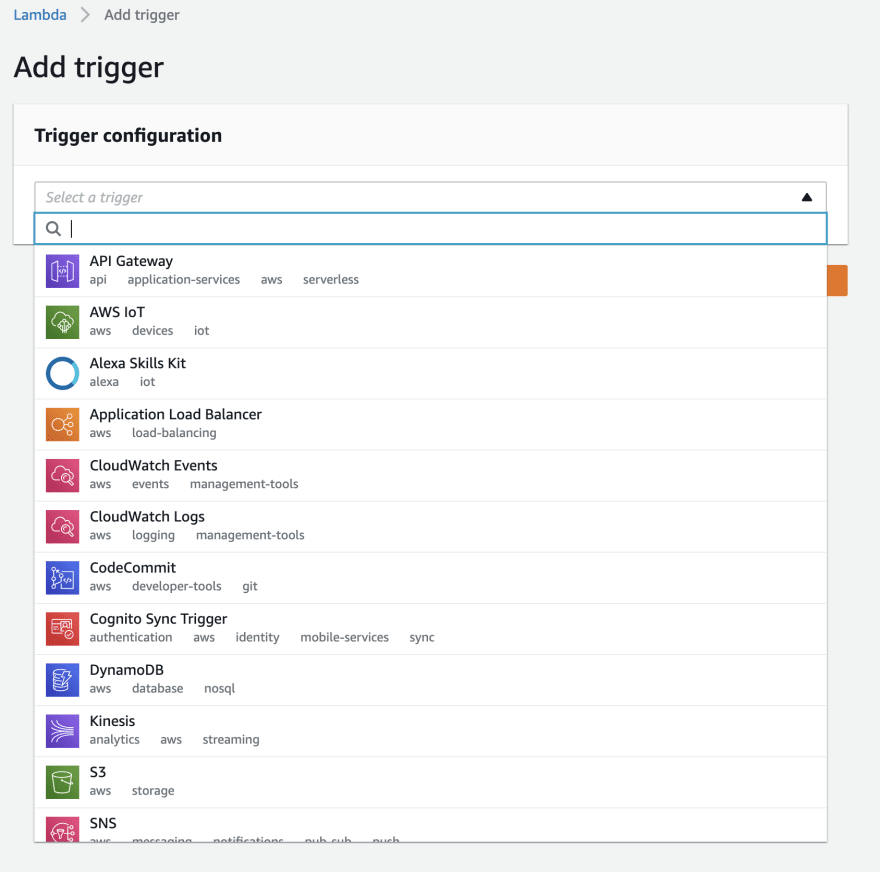 Lambda > Add trigger
Add trigger
Trigger configuration
Select a trigger
API Gateway
api application-services aws serverless
AWS IoT
aws devices iot
Alexa Skills Kit
alexa iot
Application Load Balancer
aws load-balancing
CloudWatch Events
aws events management-tools
CloudWatch Logs
aws logging management-tools
CodeCommit
aws developer-tools git
Cognito Sync Trigger
authentication aws identity mobile-services sync
DynamoDB
aws database nosql
Kinesis
analytics aws streaming
S3
aws storage
SNS
aws messaging notifications pub-sub push